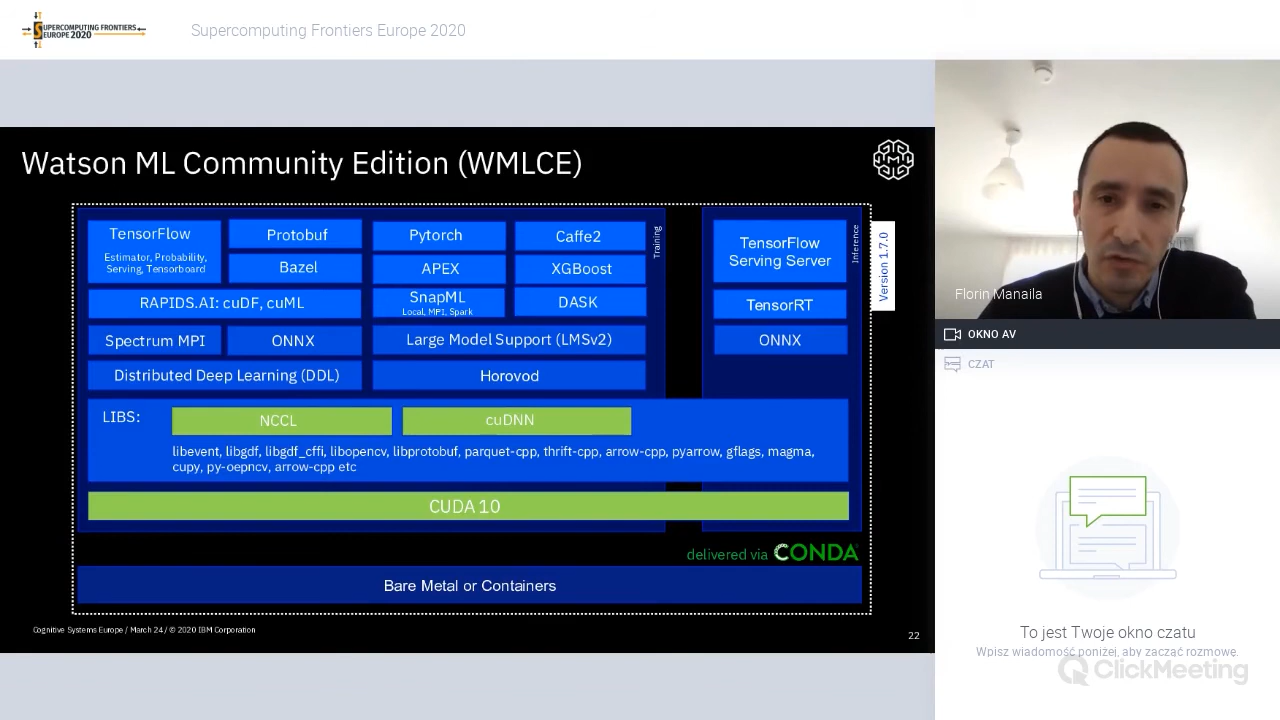 SUPERCOMPUTING FRONTIERS
EUROPE 2020
Supercomputing Frontiers Europe 2020
Watson ML Community Edition (WMLCE)
TensorFlow
Estimator, Probability,
Serving, Tensorboard
Protobuf
Bazel
Pytorch
APEX
Caffe2
XGBoost
Training
RAPIDS.AI: cuDF, cuML
SnapML
Local, MPI, Spark
DASK
Spectrum MPI
ONNX
Large Model Support (LMSv2)
Distributed Deep Learning (DDL)
Horovod
TensorFlow
Serving Server
TensorRT
ONNX
Inference
Version 1.7.0
LIBS:
NCCL
cuDNN
libevent, libgdf, libgdf_cffi, libopencv, libprotobuf, parquet-cpp, thrift-cpp, arrow-cpp, pyarrow, gflags, magma,
cupy, py-oepncv, arrow-cpp etc
CUDA 10
delivered via CONDA
Bare Metal or Containers
Cognitive Systems Europe / March 24 / © 2020 IBM Corporation
22
Florin Manaila
OKNO AV
CZAT
To jest Twoje okno czatu
Wpisz wiadomość poniżej, aby zacząć rozmowę.
ClickMeeting